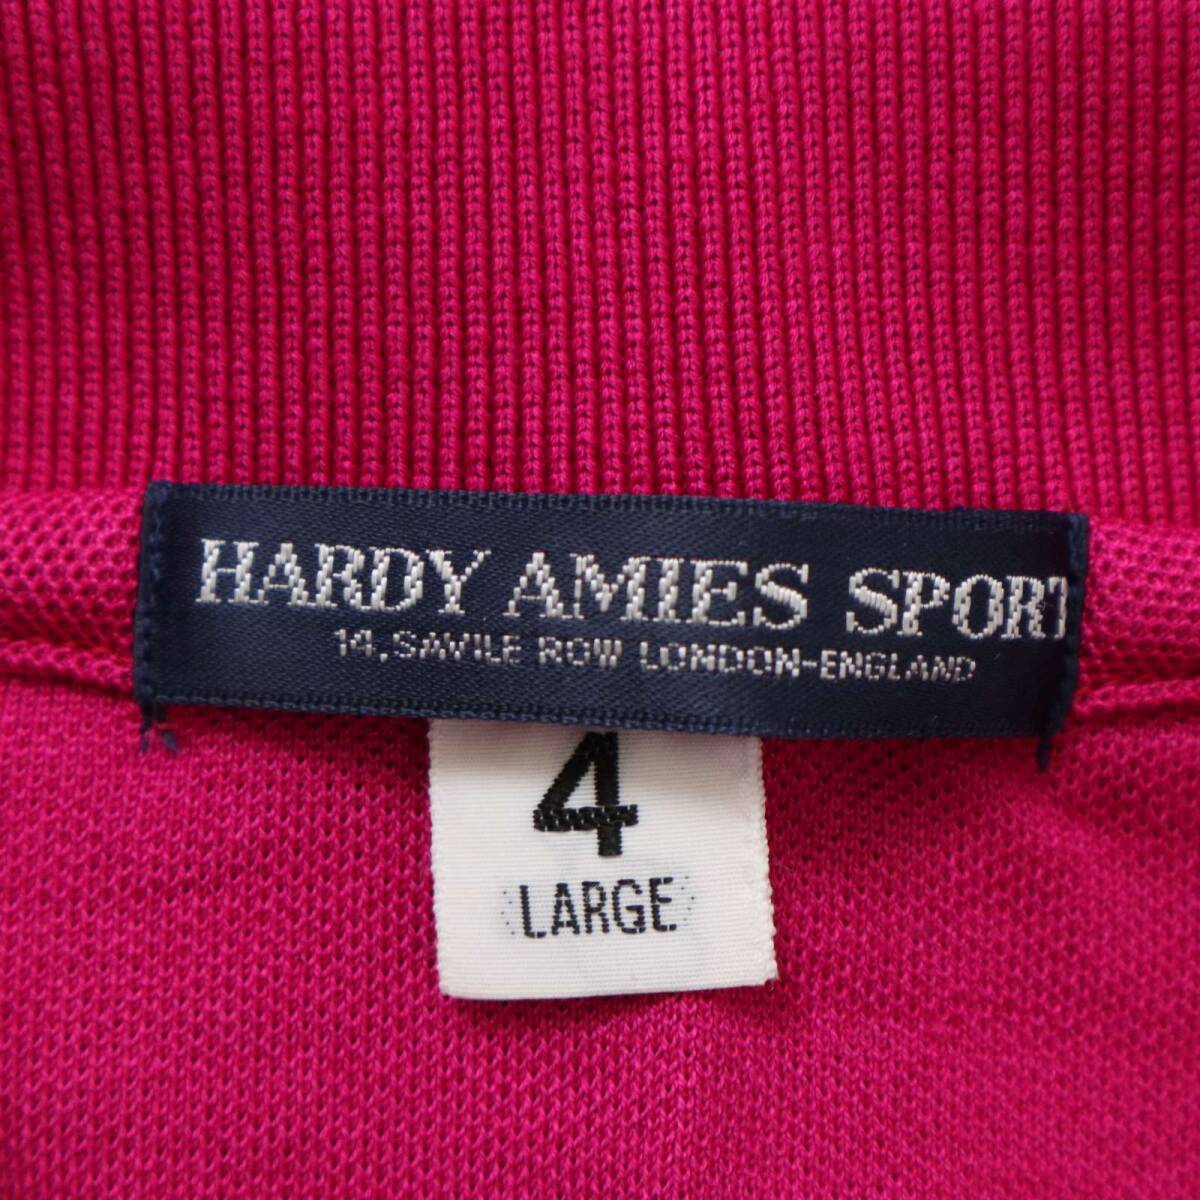 HARDY AMIES SPORT
14, SAVILE ROW LONDON-ENGLAND
4
LARGE